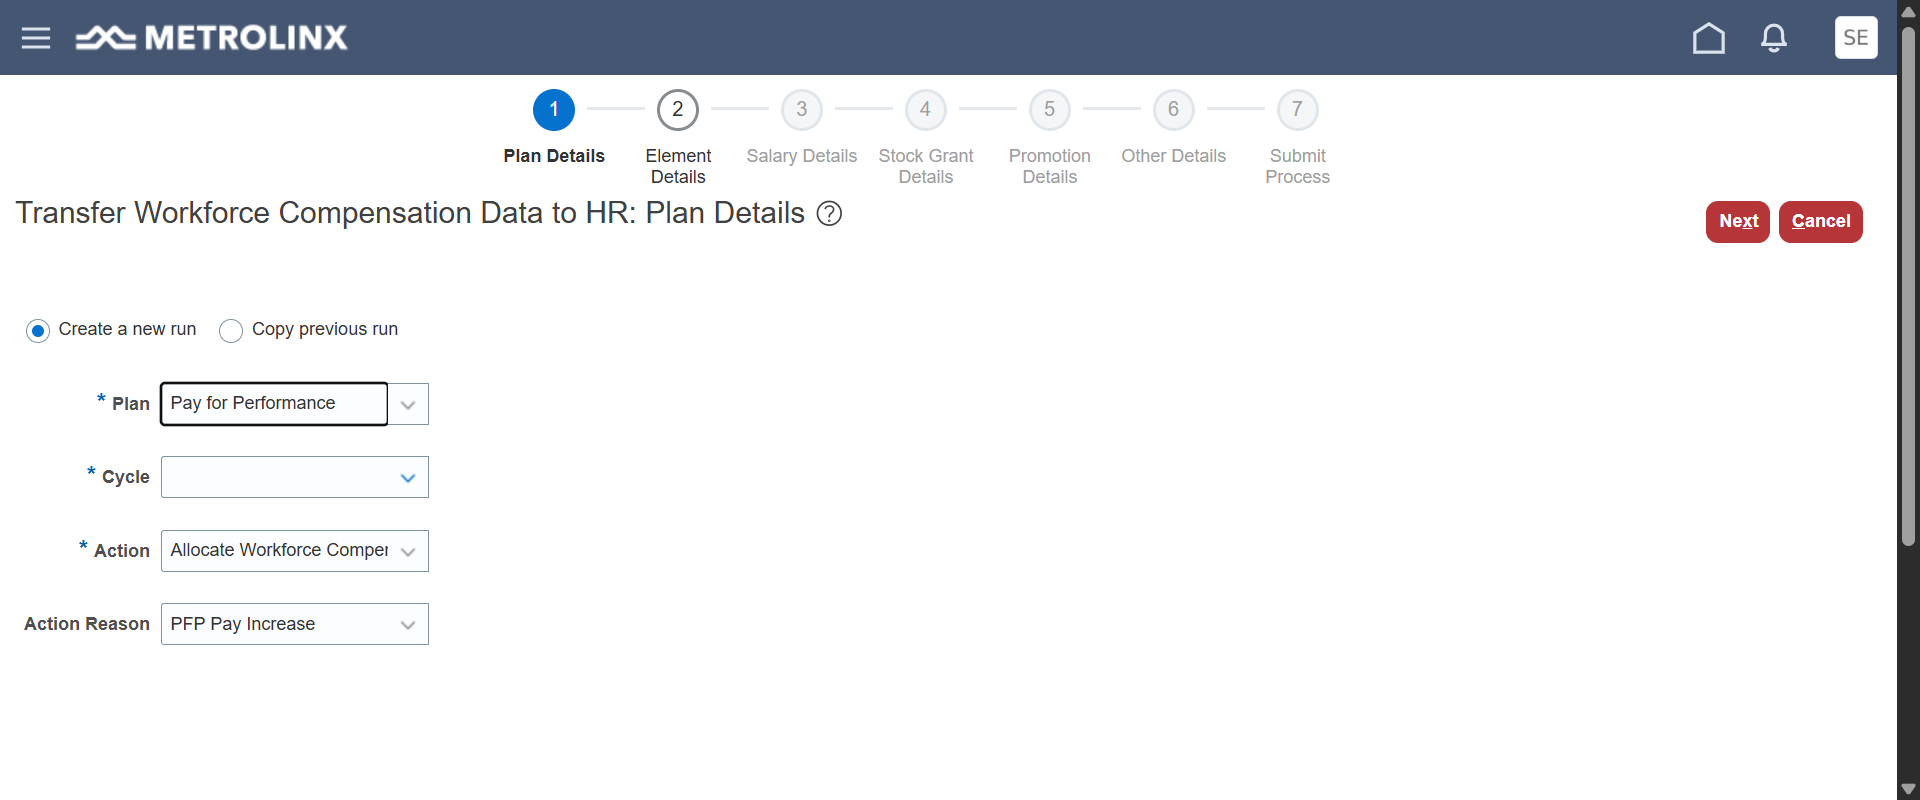 METROLINX
SE
1
2
3
4
5
6
7
Plan Details
Element Details
Salary Details
Stock Grant Details
Promotion Details
Other Details
Submit Process
Transfer Workforce Compensation Data to HR: Plan Details ?
Next
Cancel
Create a new run
Copy previous run
* Plan
Pay for Performance
* Cycle
* Action
Allocate Workforce Compen
Action Reason
PFP Pay Increase